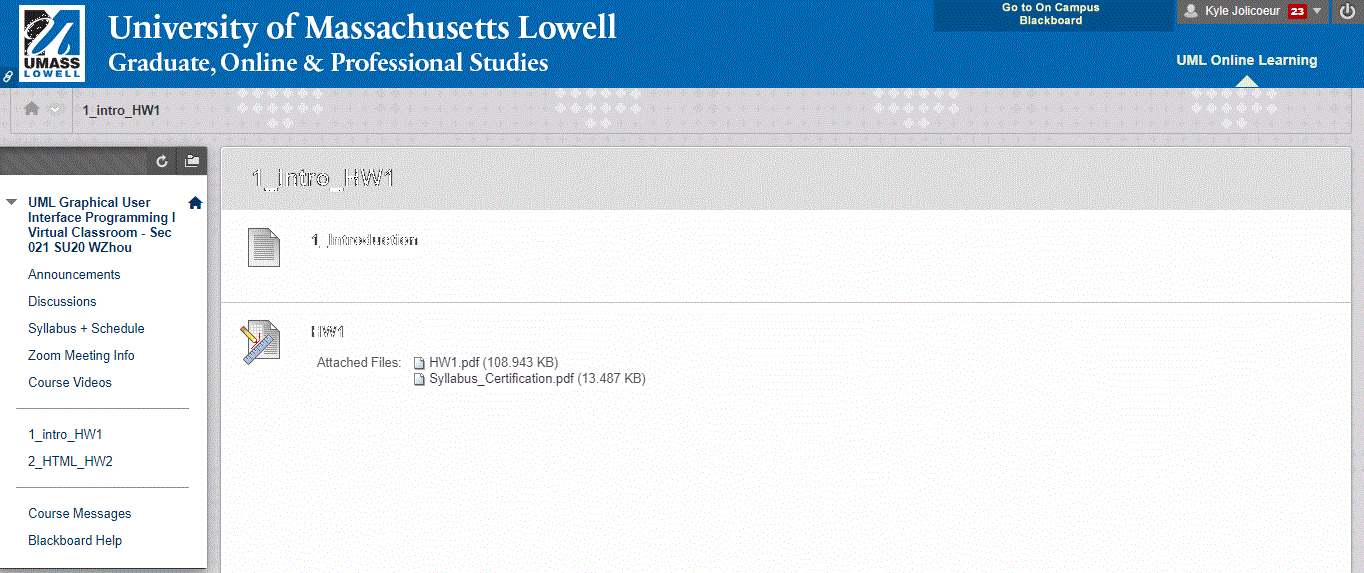 UMASS
LOWELL
University of Massachusetts Lowell
Graduate, Online & Professional Studies
Go to On Campus
Blackboard
Kyle Jolicoeur 23
UML Online Learning
1_intro_HW1
UML Graphical User
Interface Programming I
Virtual Classroom - Sec
021 SU20 WZhou
Announcements
Discussions
Syllabus + Schedule
Zoom Meeting Info
Course Videos
1_intro_HW1
2_HTML_HW2
Course Messages
Blackboard Help
1_Intro_HW1
1_Introduction
HW1
Attached Files: HW1.pdf (108.943 KB)
Syllabus_Certification.pdf (13.487 KB)